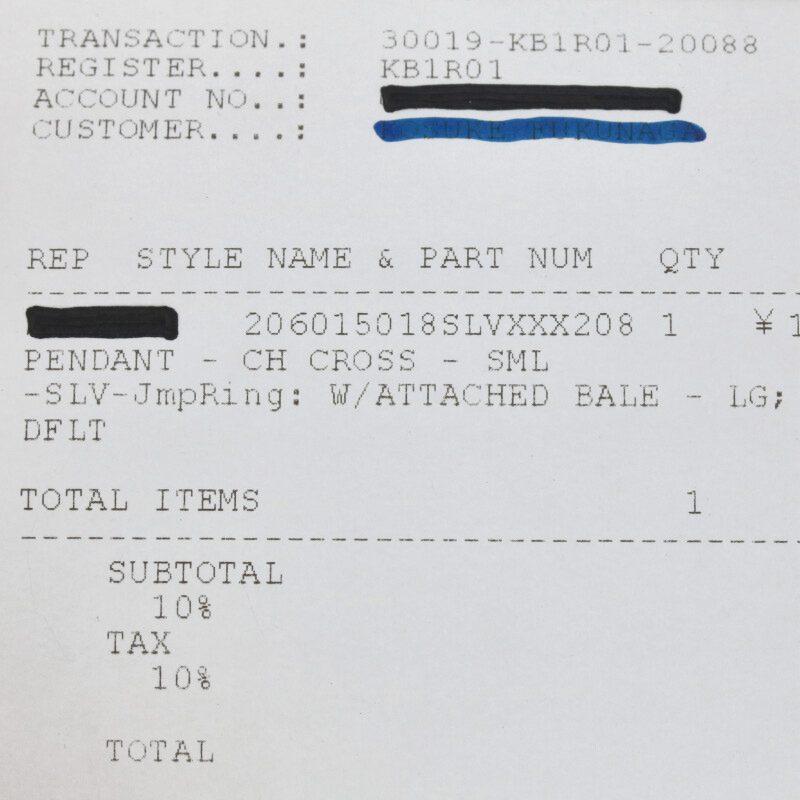 TRANSACTION.: 30019-KB1R01-20088
REGISTER....: KB1R01
ACCOUNT NO..:
CUSTOMER....:
REP STYLE NAME & PART NUM QTY
206015018SLVXXX208 1 ¥1
PENDANT - CH CROSS - SML
-SLV-JmpRing: W/ATTACHED BALE - LG;
DFLT
TOTAL ITEMS 1
SUBTOTAL
10%
TAX
10%
TOTAL